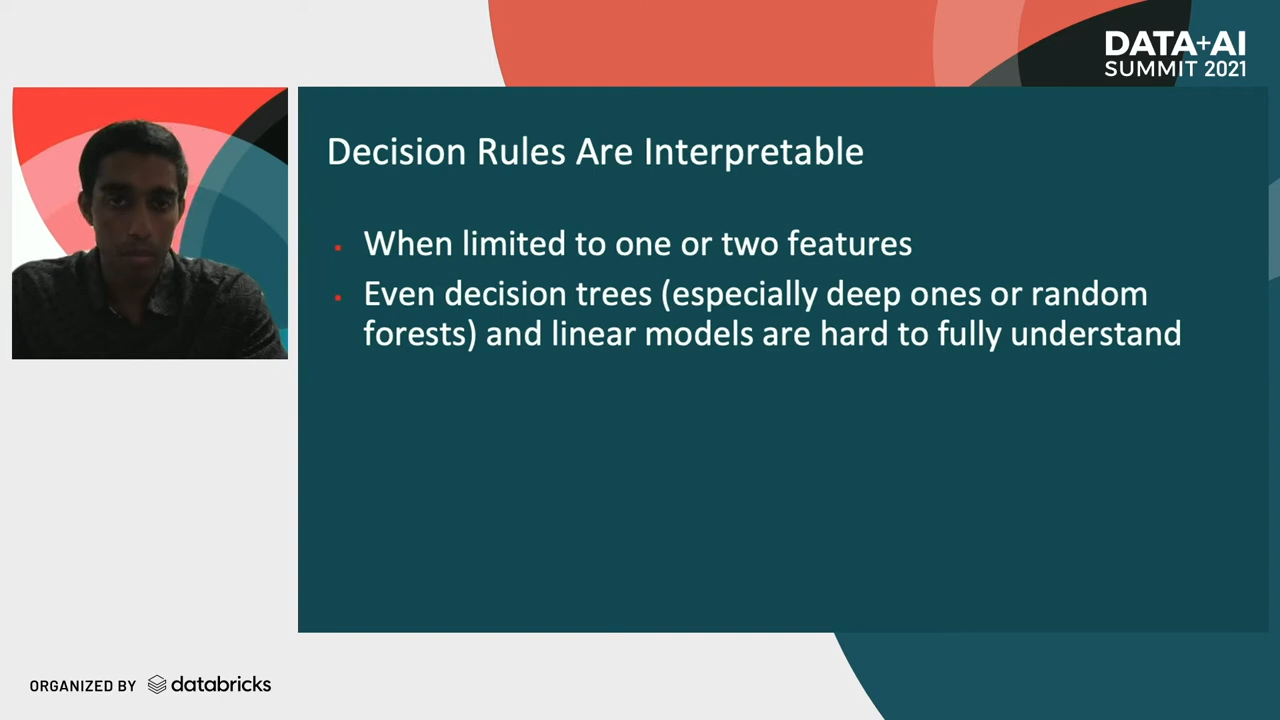 DATA+AI
SUMMIT 2021
Decision Rules Are Interpretable
When limited to one or two features
Even decision trees (especially deep ones or random
forests) and linear models are hard to fully understand
ORGANIZED BY databricks